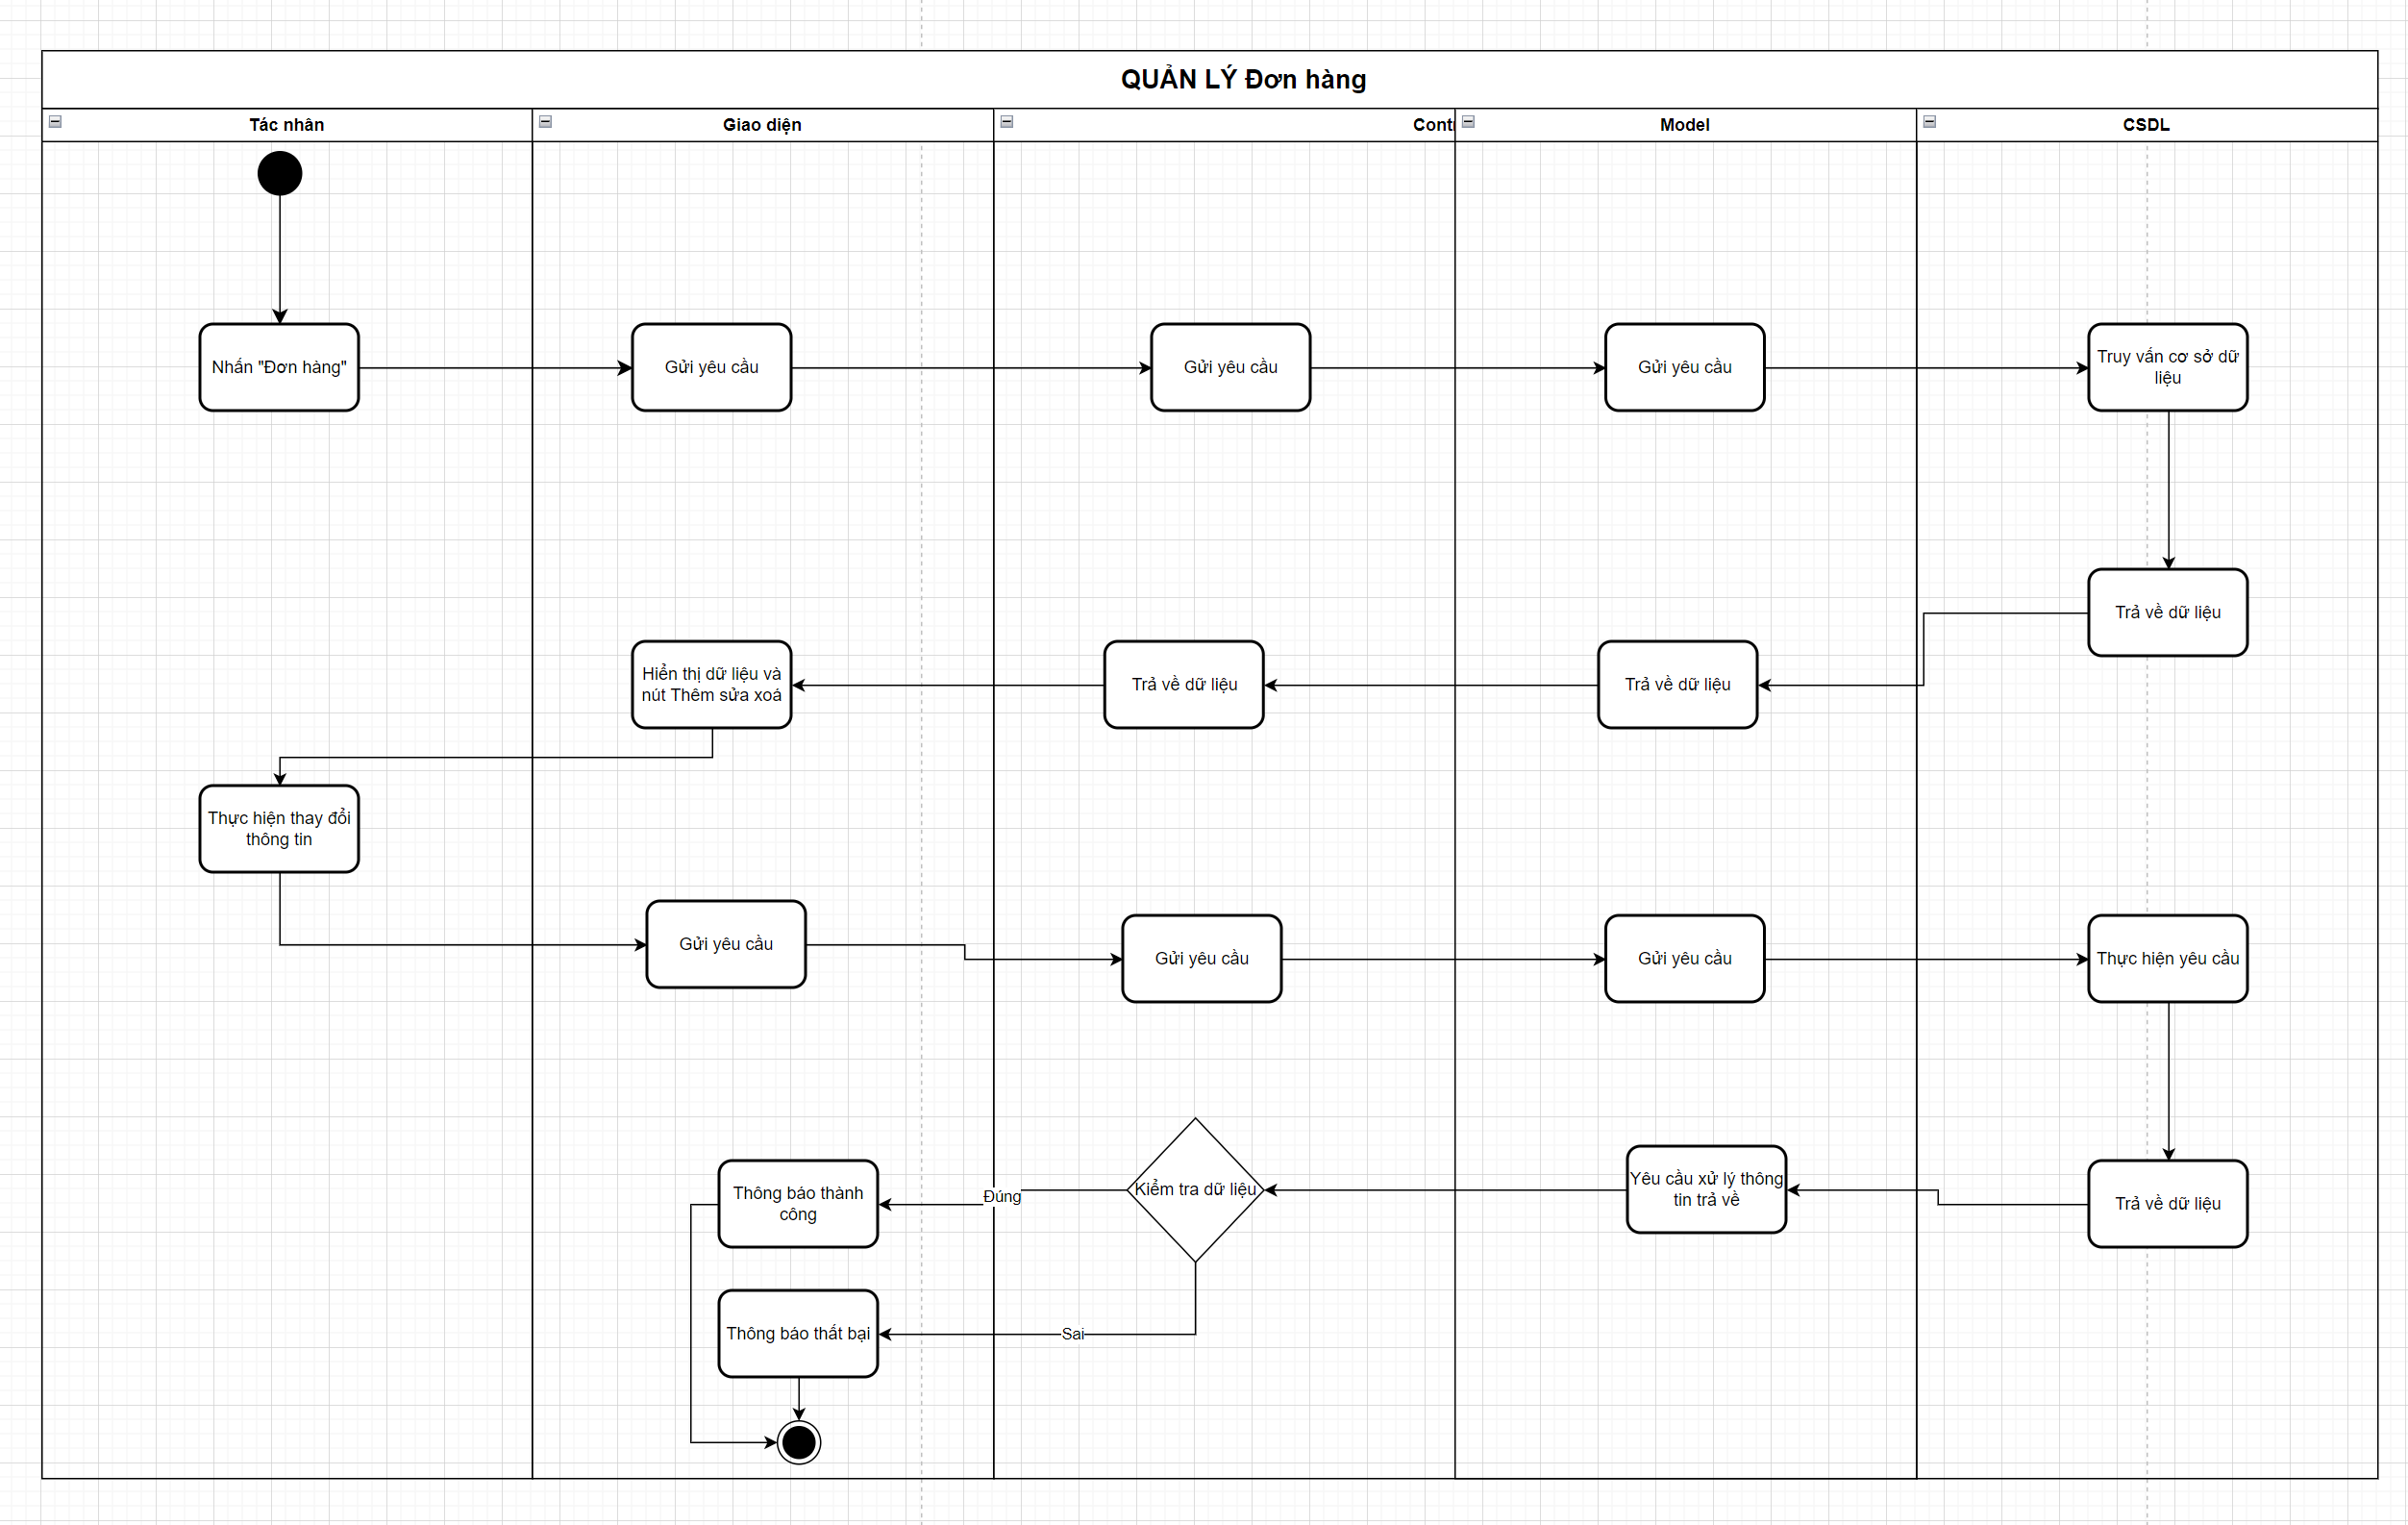 QUẢN LÝ Đơn hàng
Tác nhân
Giao diện
Cont
Model
CSDL
Nhấn "Đơn hàng"
Gửi yêu cầu
Gửi yêu cầu
Gửi yêu cầu
Truy vấn cơ sở dữ
liệu
Trả về dữ liệu
Hiển thị dữ liệu và
nút Thêm sửa xoá
Trả về dữ liệu
Trả về dữ liệu
Thực hiện thay đổi
thông tin
Gửi yêu cầu
Gửi yêu cầu
Gửi yêu cầu
Thực hiện yêu cầu
Thông báo thành
công
Đúng
Kiểm tra dữ liệu
Yêu cầu xử lý thông
tin trả về
Trả về dữ liệu
Thông báo thất bại
Sai